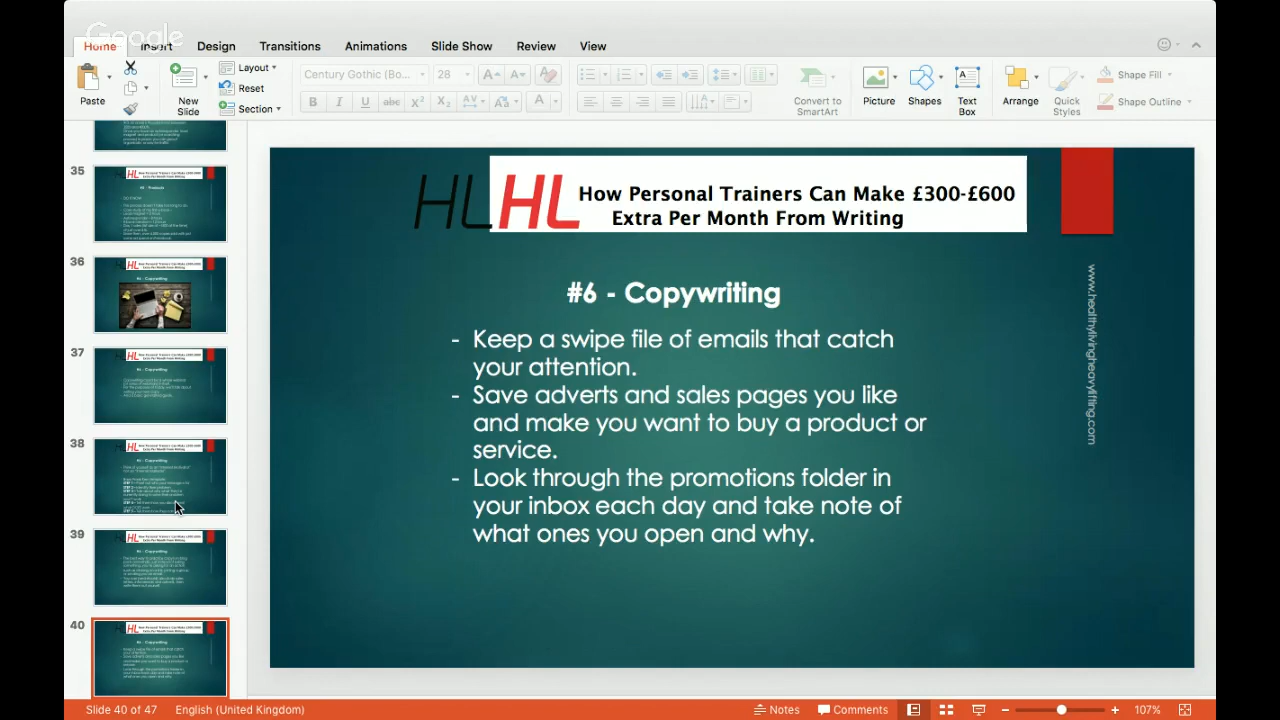 Google
Home Insert Design Transitions Animations Slide Show Review View
Layout
Century Gothic (Bo... 28
Reset
Paste New Slide Section
Convert to SmartArt
Picture Shapes Text Box Arrange Quick Styles
Shape Fill
Shape Outline
35
36
37
38
39
40
HL HL How Personal Trainers Can Make £300-£600
Extra Per Month From Writing
#6 - Copywriting
- Keep a swipe file of emails that catch
your attention.
- Save adverts and sales pages you like
and make you want to buy a product or
service.
- Look through the promotions folder in
your inbox each day and take note of
what ones you open and why.
www.healthylivingheavylifting.com
Slide 40 of 47 English (United Kingdom) Notes Comments 107%